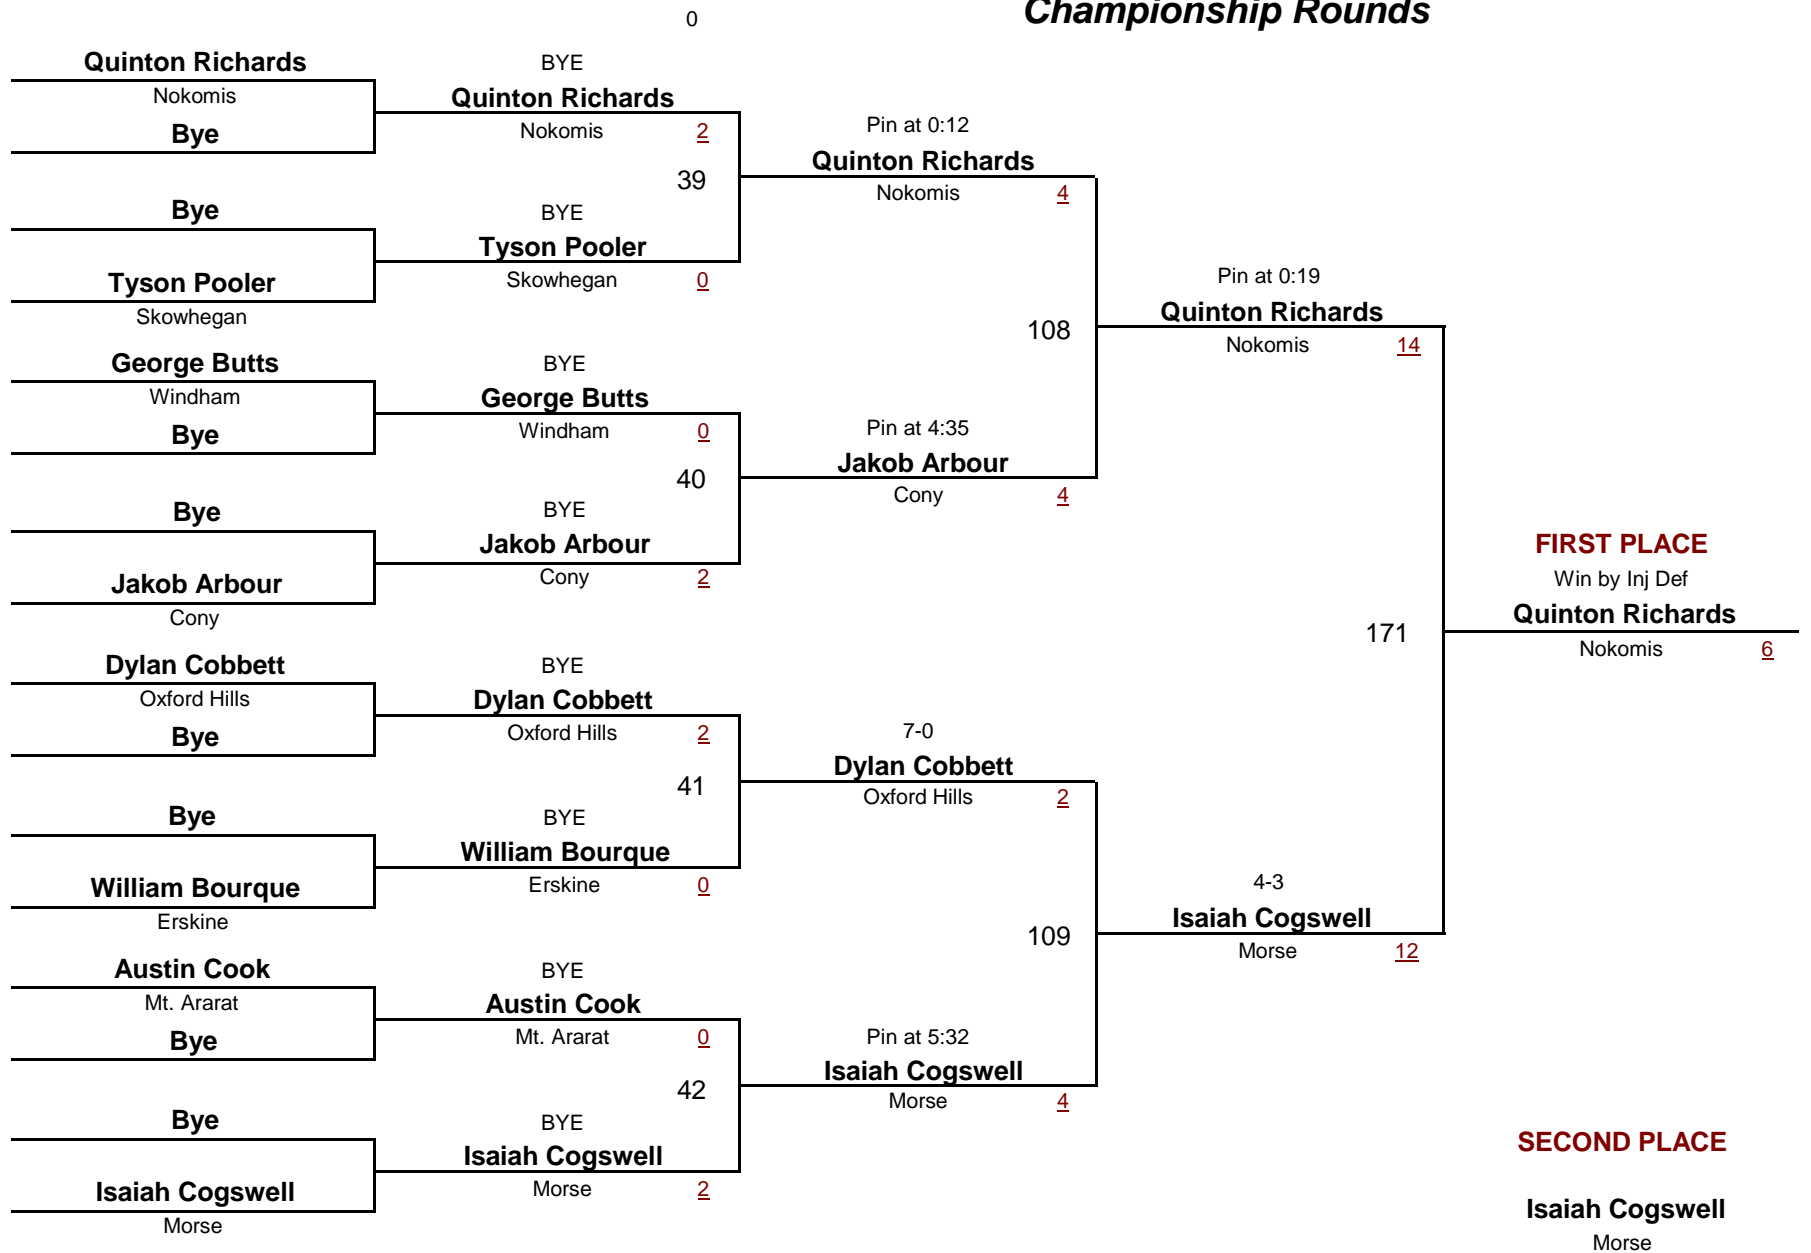 0
Championship Rounds
Quinton Richards
Nokomis
Bye
Bye
Tyson Pooler
Skowhegan
George Butts
Windham
Bye
Bye
Jakob Arbour
Cony
Dylan Cobbett
Oxford Hills
Bye
Bye
William Bourque
Erskine
Austin Cook
Mt. Ararat
Bye
Bye
Isaiah Cogswell
Morse
BYE
Quinton Richards
Nokomis 2
39
BYE
Tyson Pooler
Skowhegan 0
BYE
George Butts
Windham 0
40
BYE
Jakob Arbour
Cony 2
BYE
Dylan Cobbett
Oxford Hills 2
41
BYE
William Bourque
Erskine 0
BYE
Austin Cook
Mt. Ararat 0
42
BYE
Isaiah Cogswell
Morse 2
Pin at 0:12
Quinton Richards
Nokomis 4
108
Pin at 4:35
Jakob Arbour
Cony 4
7-0
Dylan Cobbett
Oxford Hills 2
109
Pin at 5:32
Isaiah Cogswell
Morse 4
Pin at 0:19
Quinton Richards
Nokomis 14
171
4-3
Isaiah Cogswell
Morse 12
FIRST PLACE
Win by Inj Def
Quinton Richards
Nokomis 6
SECOND PLACE
Isaiah Cogswell
Morse